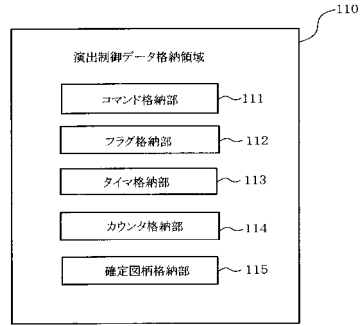 110
演出制御データ格納領域
コマンド格納部 111
フラグ格納部 112
タイマ格納部 113
カウンタ格納部 114
確定図柄格納部 115